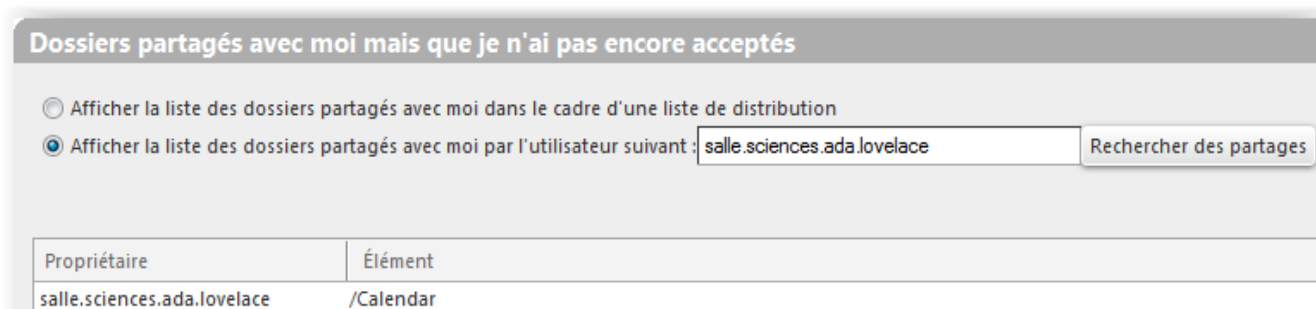 Dossiers partagés avec moi mais que je n'ai pas encore acceptés
Afficher la liste des dossiers partagés avec moi dans le cadre d'une liste de distribution
Afficher la liste des dossiers partagés avec moi par l'utilisateur suivant : salle.sciences.ada.lovelace Rechercher des partages
Propriétaire Élément
salle.sciences.ada.lovelace /Calendar